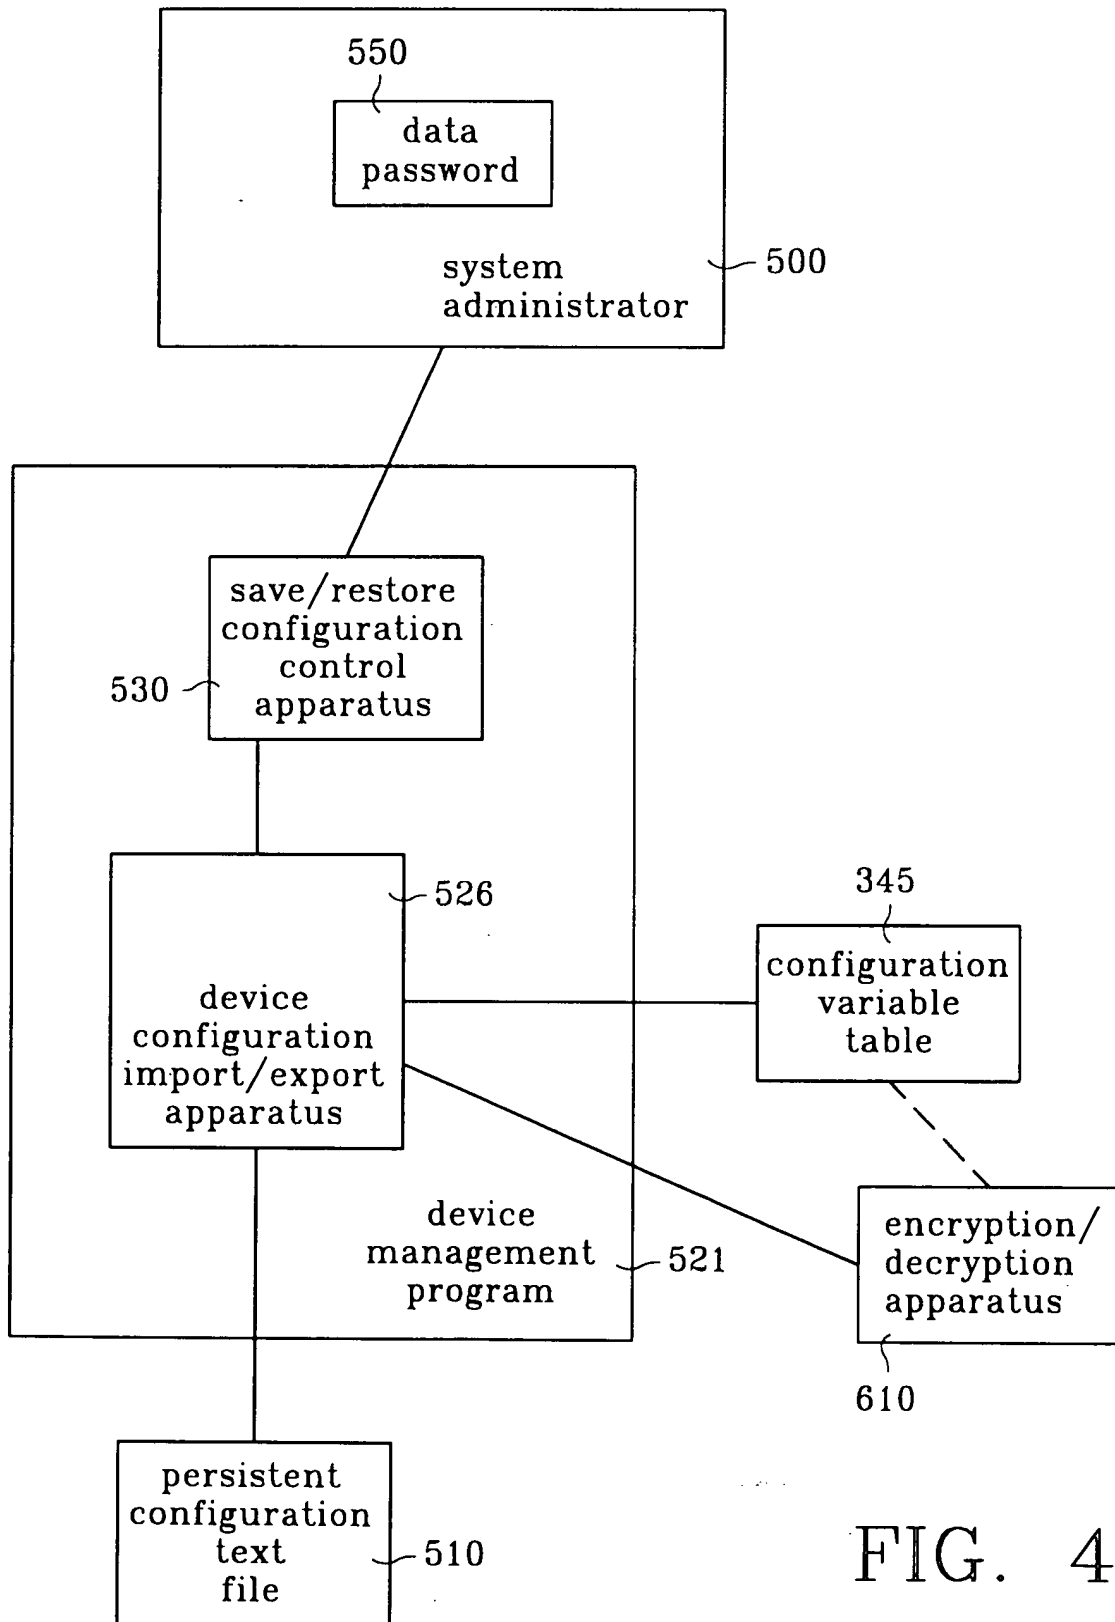 550
data
password
system
administrator
500
save/restore
configuration
control
apparatus
530
526
device
configuration
import/export
apparatus
345
configuration
variable
table
device
management
program
521
encryption/
decryption
apparatus
610
persistent
configuration
text
file
510
FIG. 4